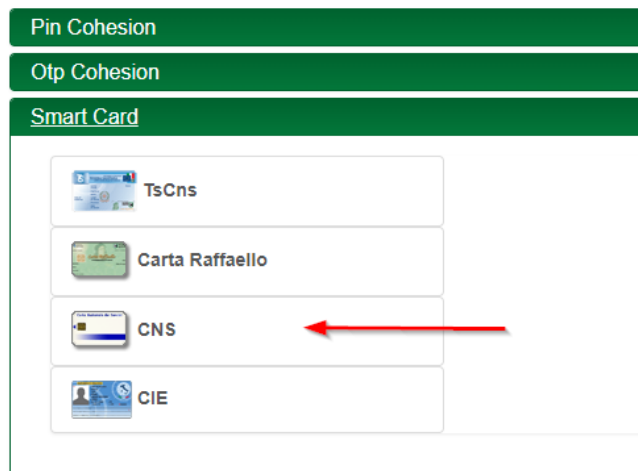 Pin Cohesion
Otp Cohesion
Smart Card
TsCns
Carta Raffaello
CNS
CIE